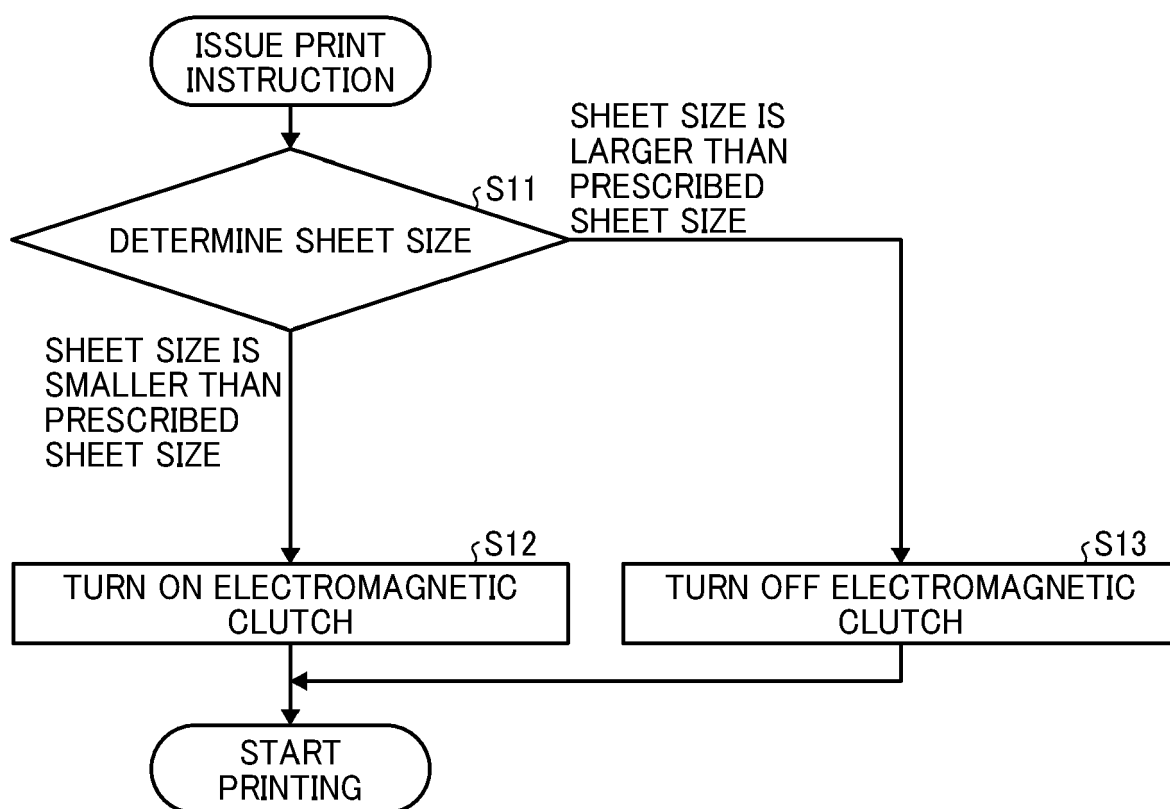 ISSUE PRINT
INSTRUCTION
SHEET SIZE IS
LARGER THAN
PRESCRIBED
SHEET SIZE
S11
DETERMINE SHEET SIZE
SHEET SIZE IS
SMALLER THAN
PRESCRIBED
SHEET SIZE
S12
TURN ON ELECTROMAGNETIC
CLUTCH
S13
TURN OFF ELECTROMAGNETIC
CLUTCH
START
PRINTING